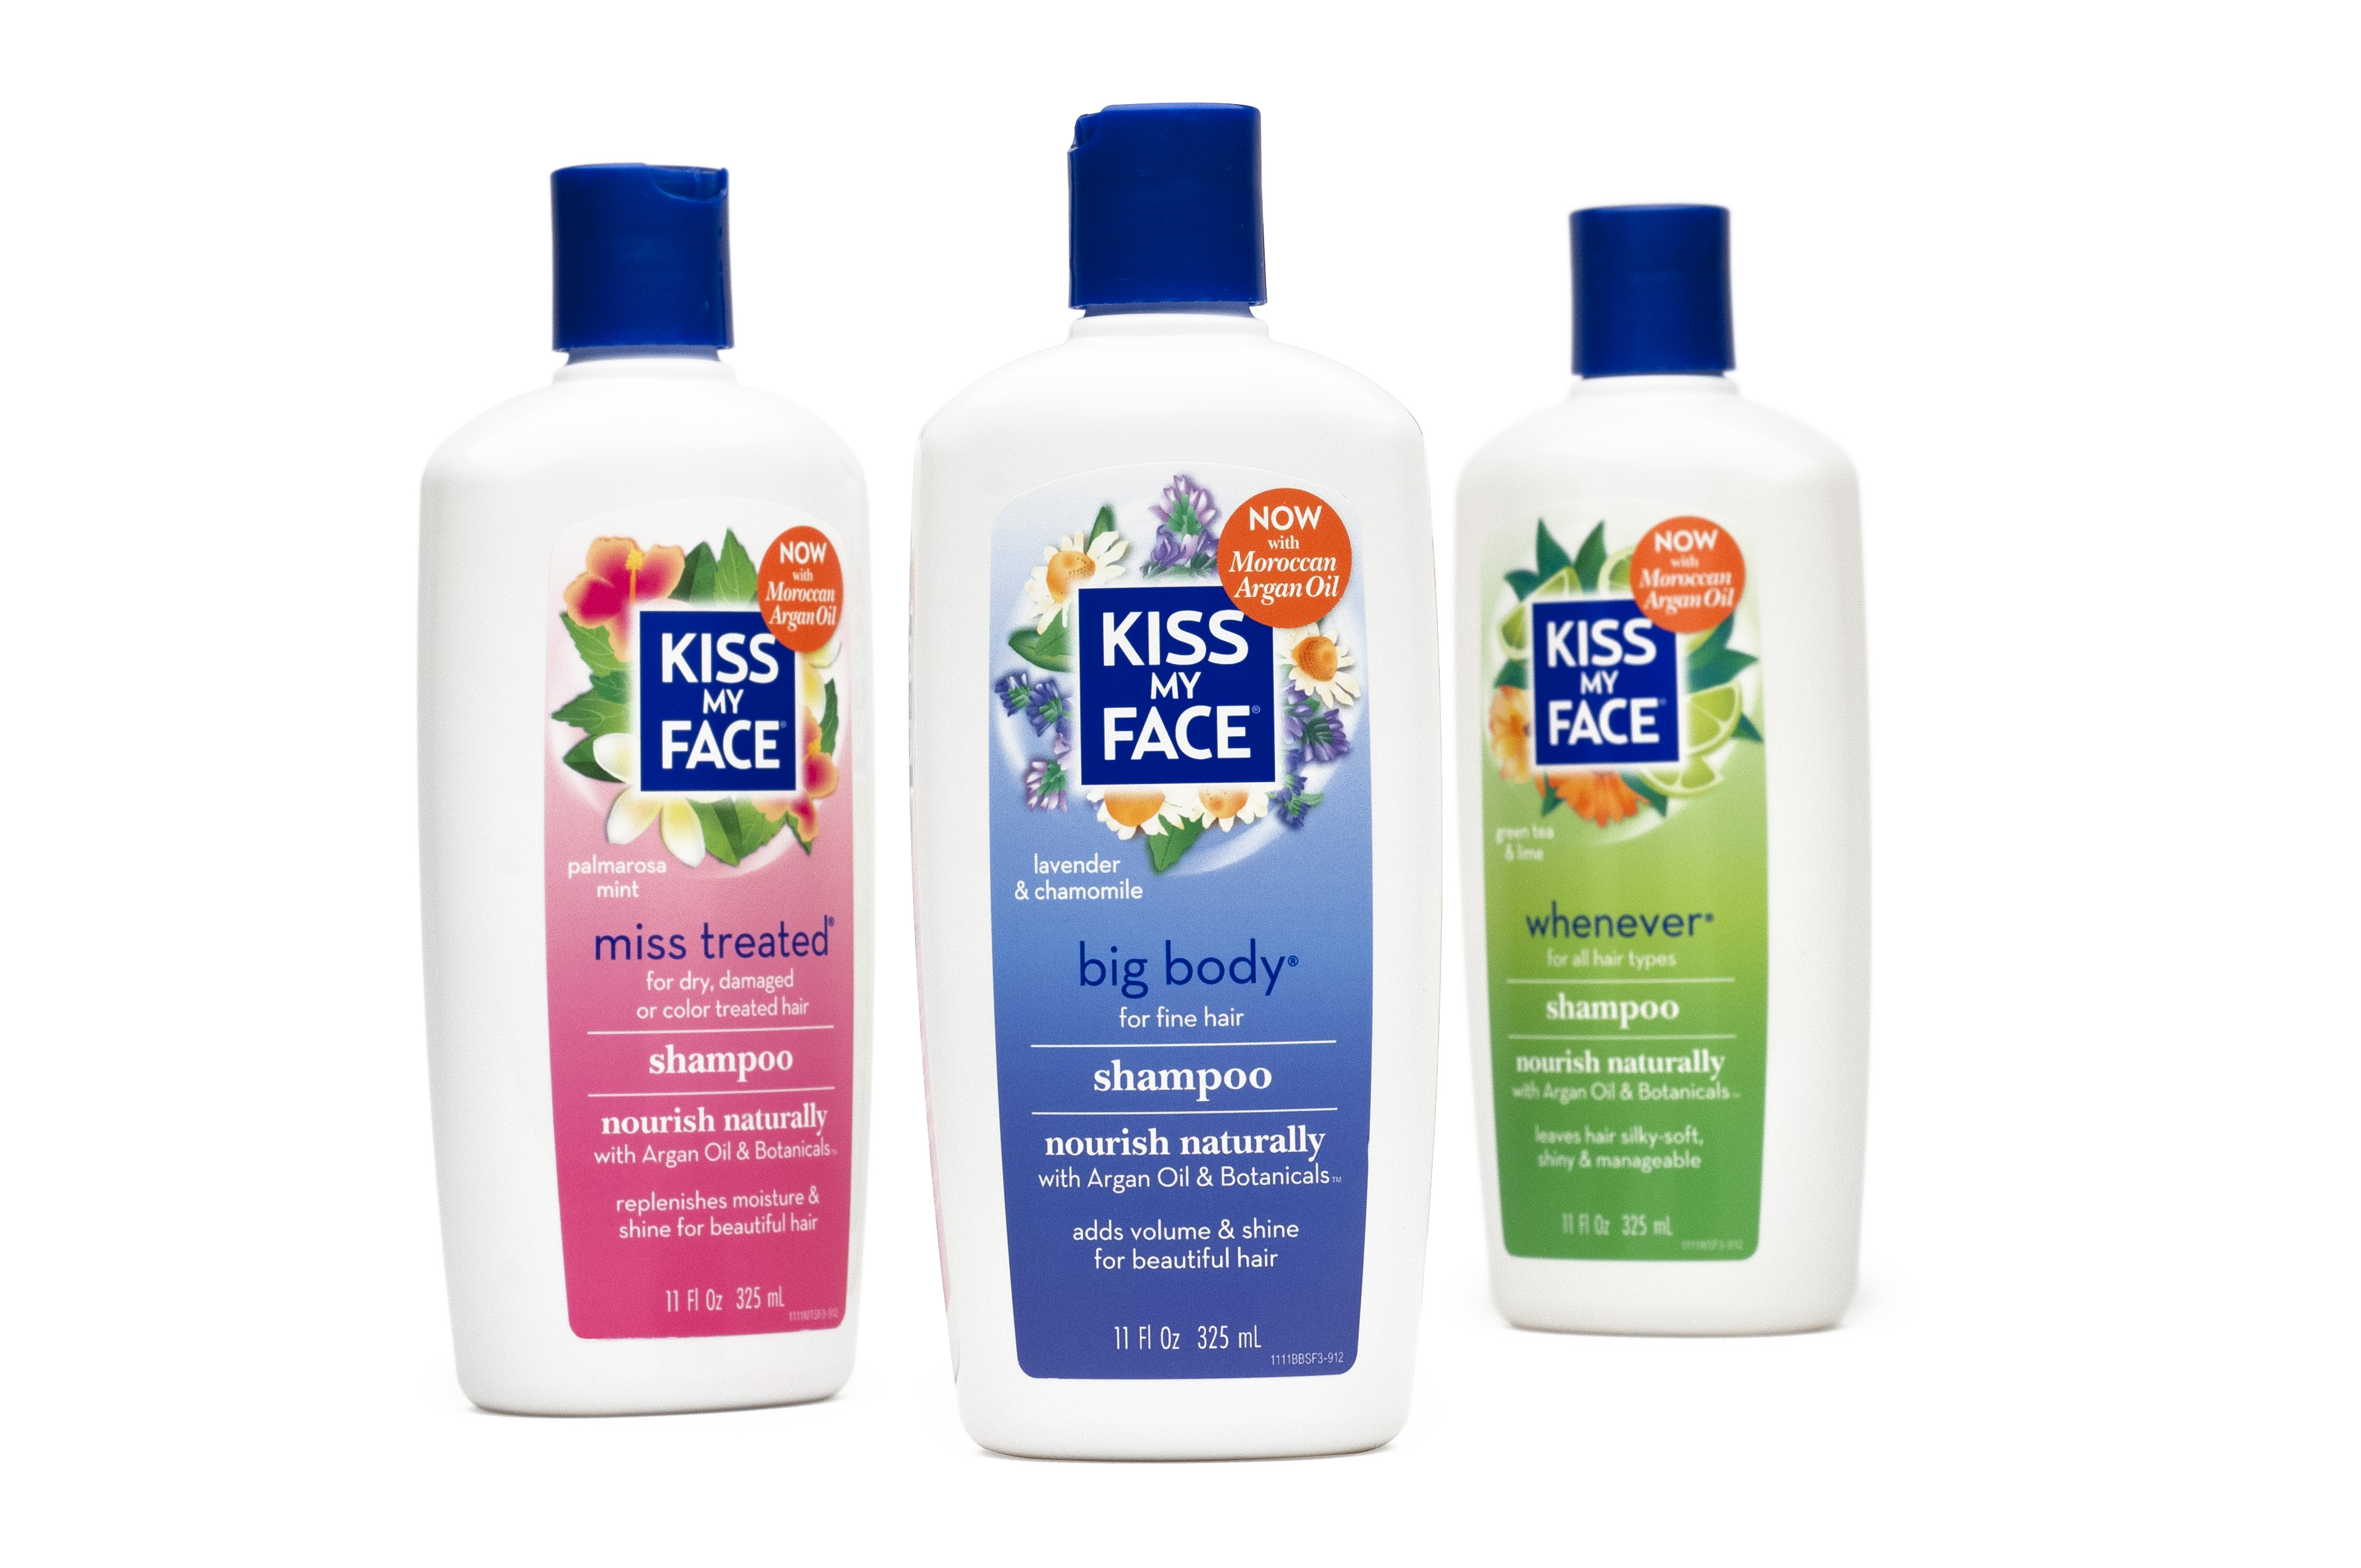 NOW
with
Moroccan
Argan Oil
KISS
MY
FACE®
palmarosa
mint
miss treated®
for dry, damaged
or color treated hair
shampoo
nourish naturally
with Argan Oil & Boticals™
replenishes moisture &
shine for beautiful hair
11 Fl Oz 325 mL
1111MTSF3-912
NOW
with
Moroccan
Argan Oil
KISS
MY
FACE®
lavender
& chamomile
big body®
for fine hair
shampoo
nourish naturally
with Argan Oil & Botanicals™
adds volume & shine
for beautiful hair
11 Fl Oz 325 mL
1111BBSF3-912
NOW
with
Moroccan
Argan Oil
KISS
MY
FACE®
green tea
& lime
whenever®
for all hair types
shampoo
nourish naturally
with Argan Oil & Botanicals™
leaves hair silky-soft,
shiny & manageable
11 Fl Oz 325 mL